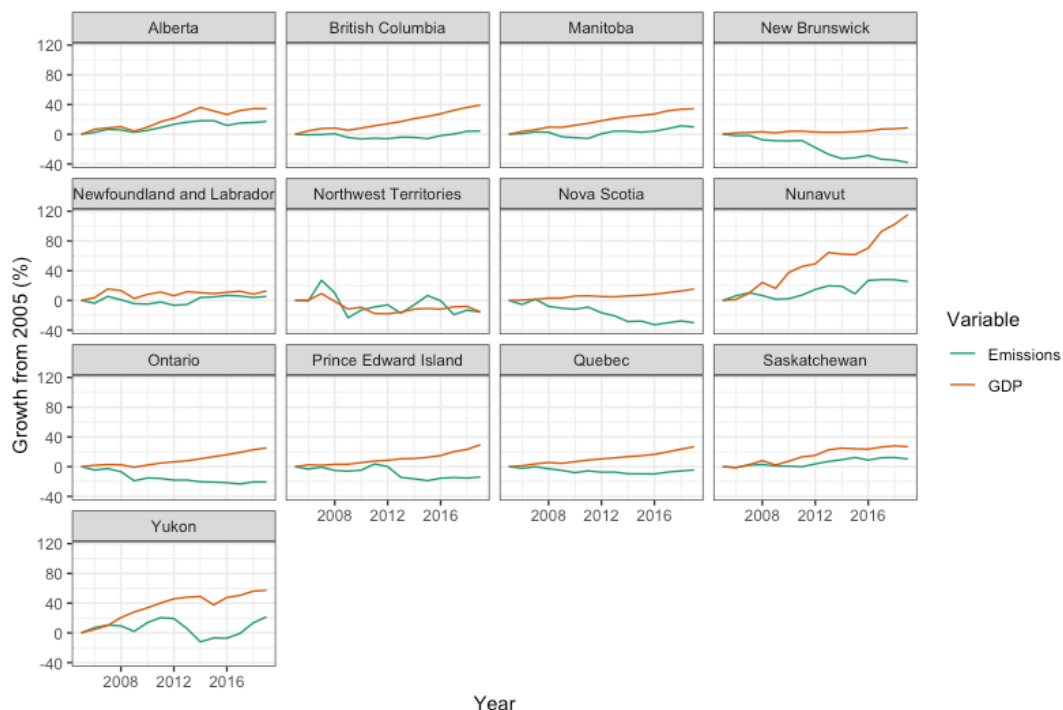 Alberta
British Columbia
Manitoba
New Brunswick
120
80
40
0
-40
Newfoundland and Labrador
Northwest Territories
Nova Scotia
Nunavut
120
80
40
0
-40
Ontario
Prince Edward Island
Quebec
Saskatchewan
120
80
40
0
-40
2008 2012 2016
2008 2012 2016
2008 2012 2016
Yukon
120
80
40
0
-40
2008 2012 2016
Growth from 2005 (%)
Year
Variable
Emissions
GDP